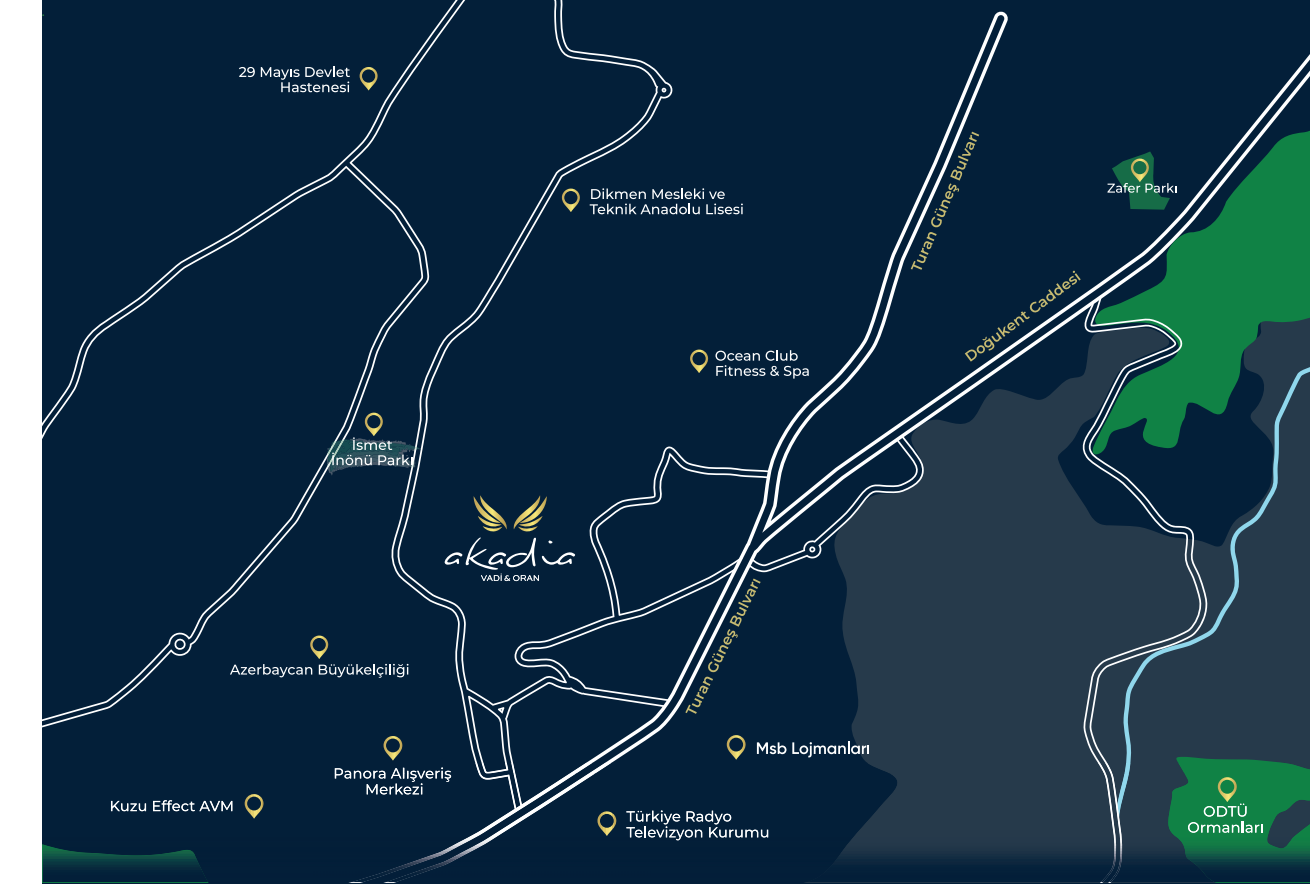 29 Mayıs Devlet
Hastenesi
Turan Güneş Bulvarı
Zafer Parkı
Dikmen Mesleki ve
Teknik Anadolu Lisesi
Doğukent Caddesi
Ocean Club
Fitness & Spa
İsmet
İnönü Parkı
akadia
VADİ & ORAN
Turan Güneş Bulvarı
Azerbaycan Büyükelçiliği
Msb Lojmanları
Panora Alışveriş
Merkezi
Kuzu Effect AVM
Türkiye Radyo
Televizyon Kurumu
ODTÜ
Ormanları